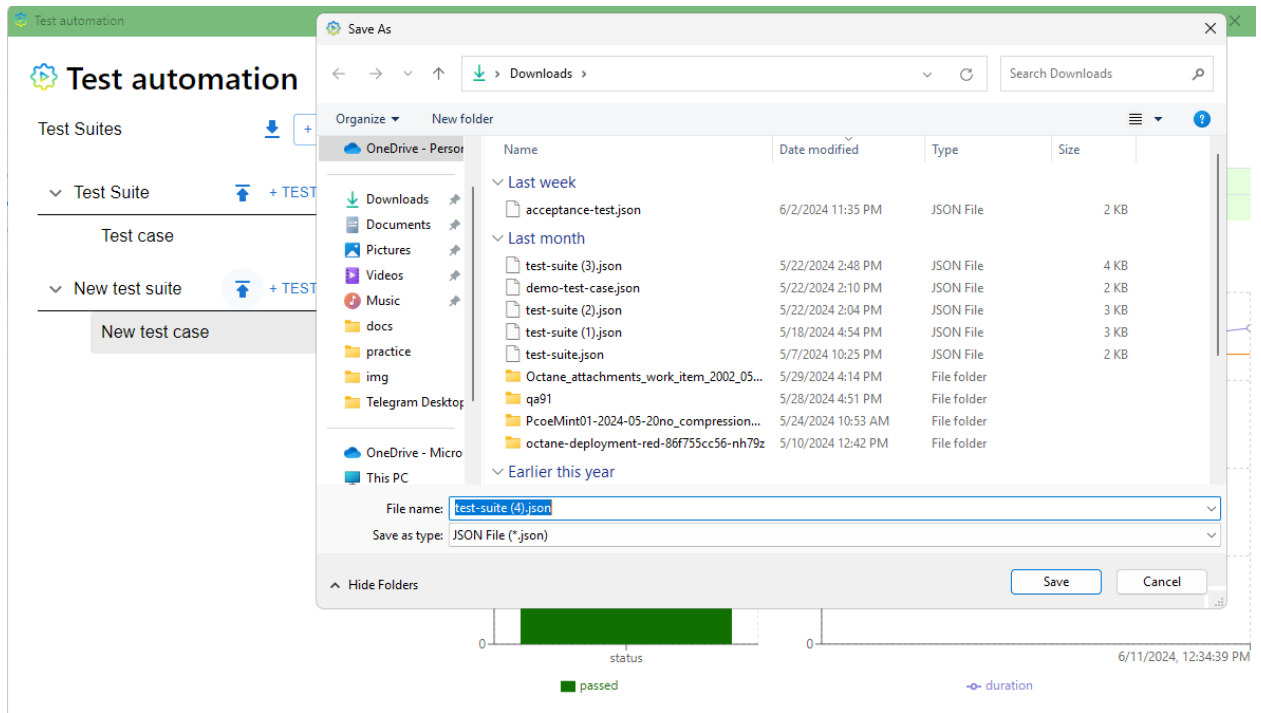 Test automation
Save As
Test automation
Downloads
Search Downloads
Test Suites
+
Organize
New folder
?
OneDrive - Person
Name
Date modified
Type
Size
Last week
Test Suite
+ TEST
Downloads
acceptance-test.json
6/2/2024 11:35 PM
JSON File
2 KB
Documents
Test case
Last month
Pictures
test-suite (3).json
5/22/2024 2:48 PM
JSON File
4 KB
Videos
New test suite
+ TEST
demo-test-case.json
5/22/2024 2:10 PM
JSON File
2 KB
Music
test-suite (2).json
5/22/2024 2:04 PM
JSON File
3 KB
docs
New test case
test-suite (1).json
5/18/2024 4:54 PM
JSON File
3 KB
practice
test-suite.json
5/7/2024 10:25 PM
JSON File
2 KB
img
Octane_attachments_work_item_2002_05...
5/29/2024 4:14 PM
File folder
Telegram Desktop
qa91
5/28/2024 4:51 PM
File folder
PcoeMint01-2024-05-20no_compression...
5/24/2024 10:53 AM
File folder
octane-deployment-red-86f755cc56-nh79z
5/10/2024 12:42 PM
File folder
OneDrive - Micro
Earlier this year
This PC
File name:
test-suite (4).json
Save as type:
JSON File (*.json)
Hide Folders
Save
Cancel
0
status
0
6/11/2024, 12:34:39 PM
passed
duration